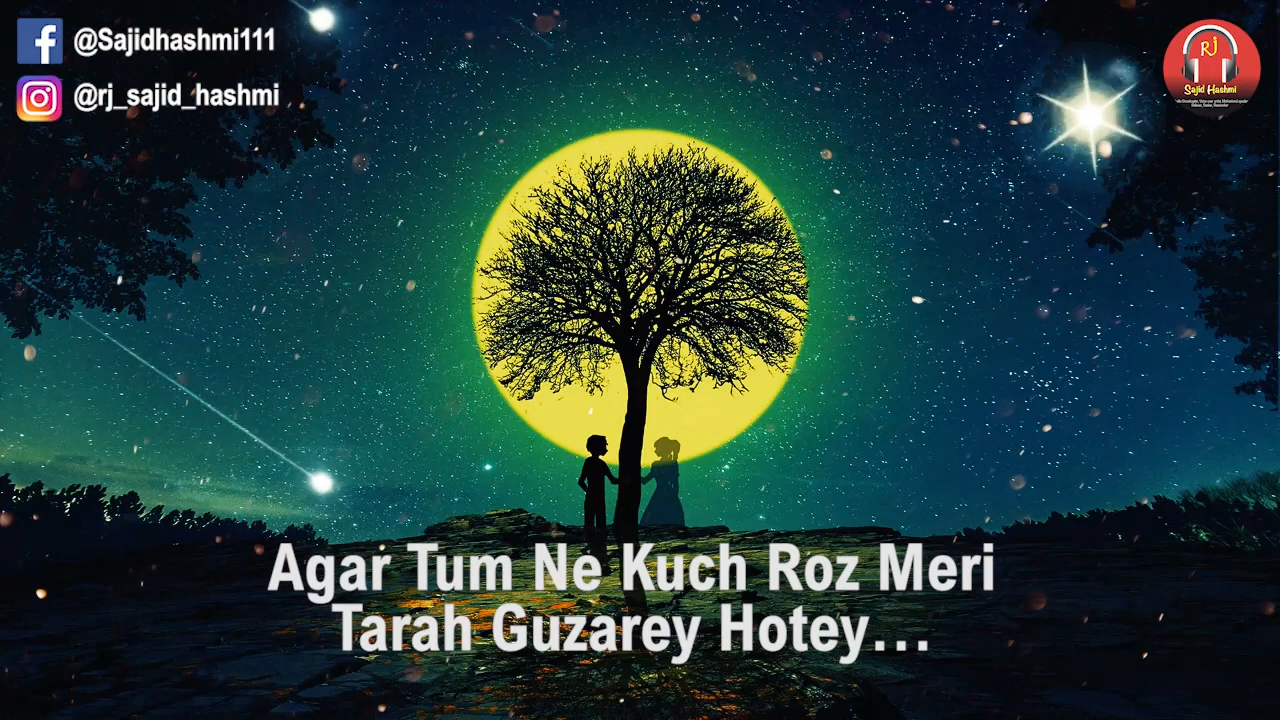 @Sajidhashmi111
@rj_sajid_hashmi
RJ
Sajid Hashmi
Agar Tum Ne Kuch Roz Meri
Tarah Guzarey Hotey...